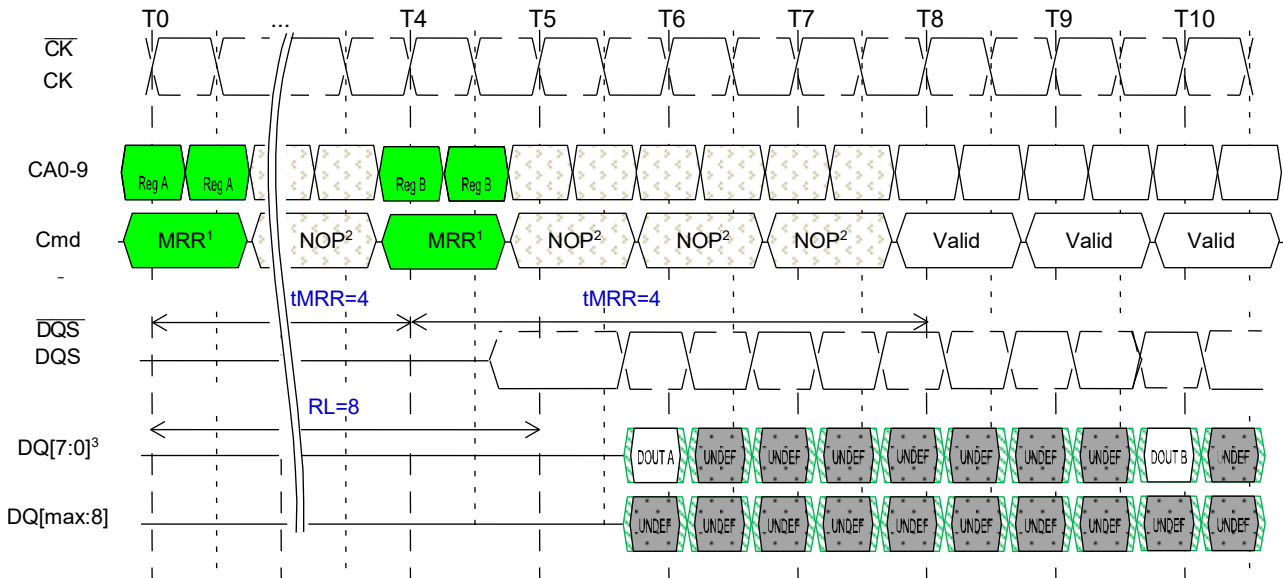 T0 ... T4 T5 T6 T7 T8 T9 T10
CK
CK
CA0-9 Reg A Reg A Reg B Reg B
Cmd MRR¹ NOP² MRR¹ NOP² NOP² NOP² Valid Valid Valid
-
tMRR=4 tMRR=4
DQS
DQS
RL=8
DQ[7:0]³ DOUT A UNDEF UNDEF UNDEF UNDEF UNDEF UNDEF UNDEF DOUT B UNDEF
DQ[max:8] UNDEF UNDEF UNDEF UNDEF UNDEF UNDEF UNDEF UNDEF UNDEF UNDEF